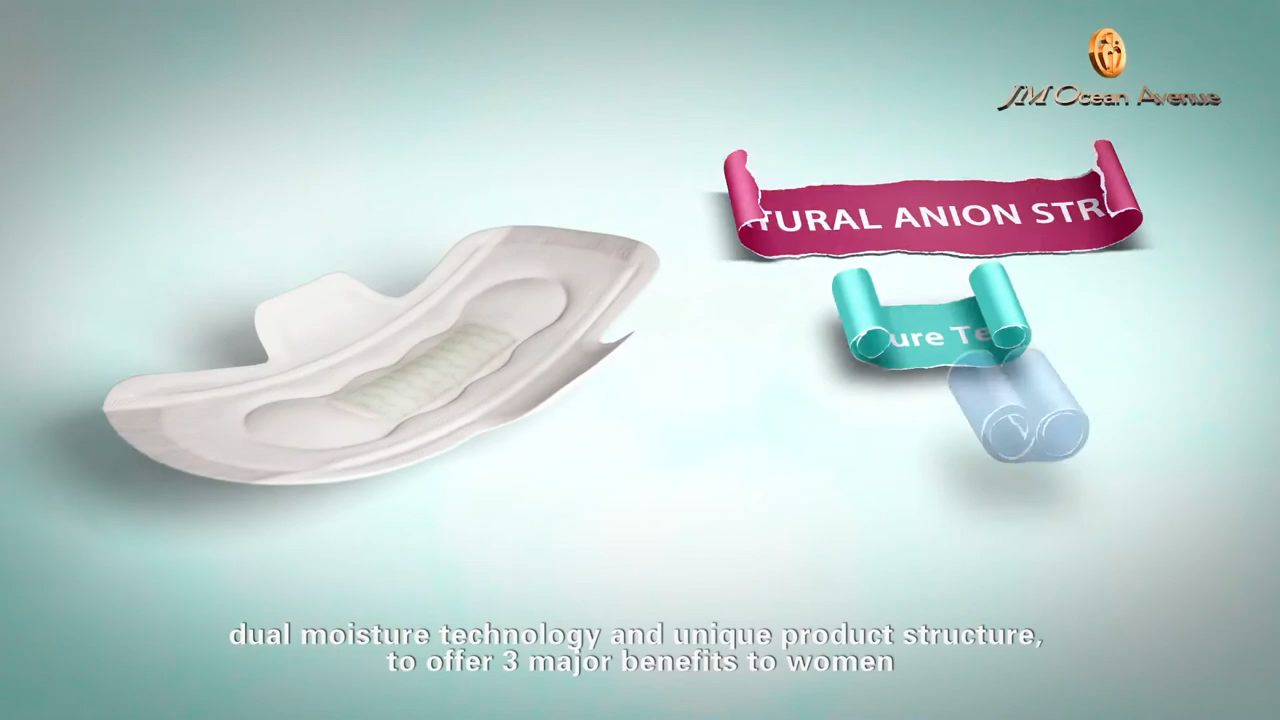 JM Ocean Avenue
TURAL ANION STR
ure Te
dual moisture technology and unique product structure,
to offer 3 major benefits to women